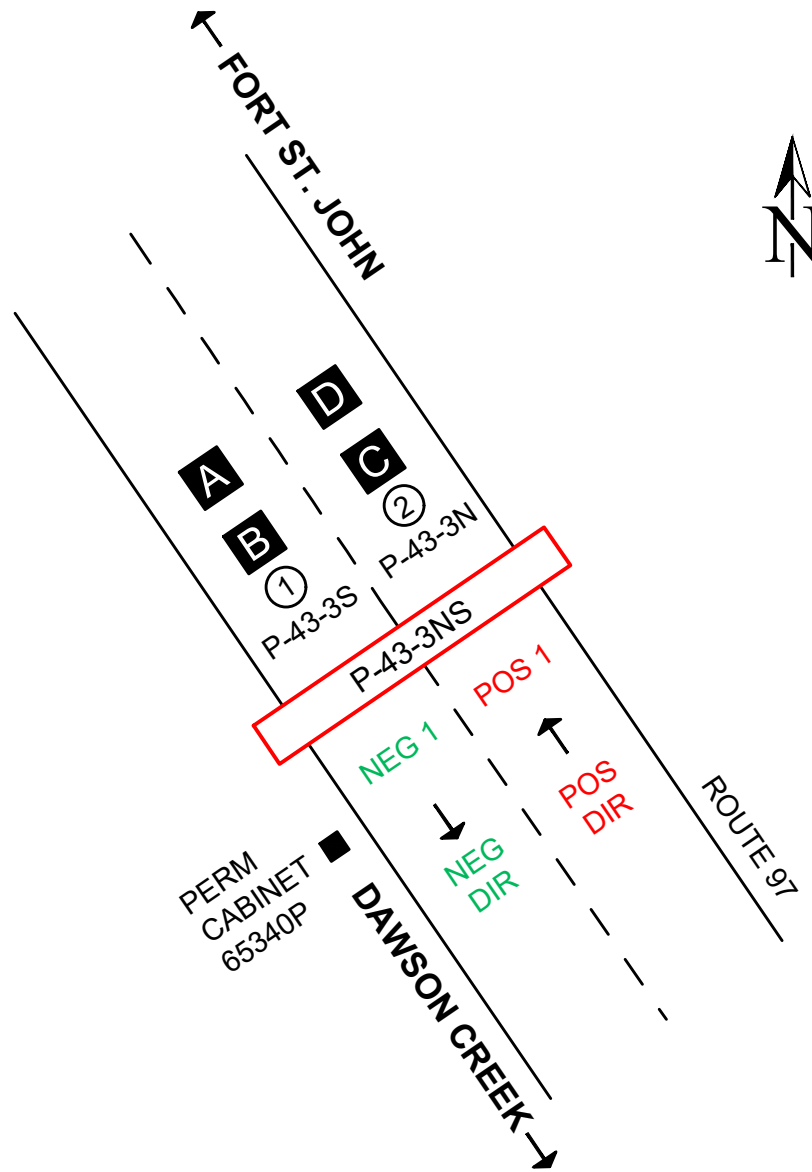 FORT ST. JOHN
N
D
A
C
B
2
1
P-43-3N
P-43-3S
P-43-3NS
POS 1
NEG 1
POS
DIR
ROUTE 97
NEG
DIR
PERM
CABINET
65340P
DAWSON CREEK